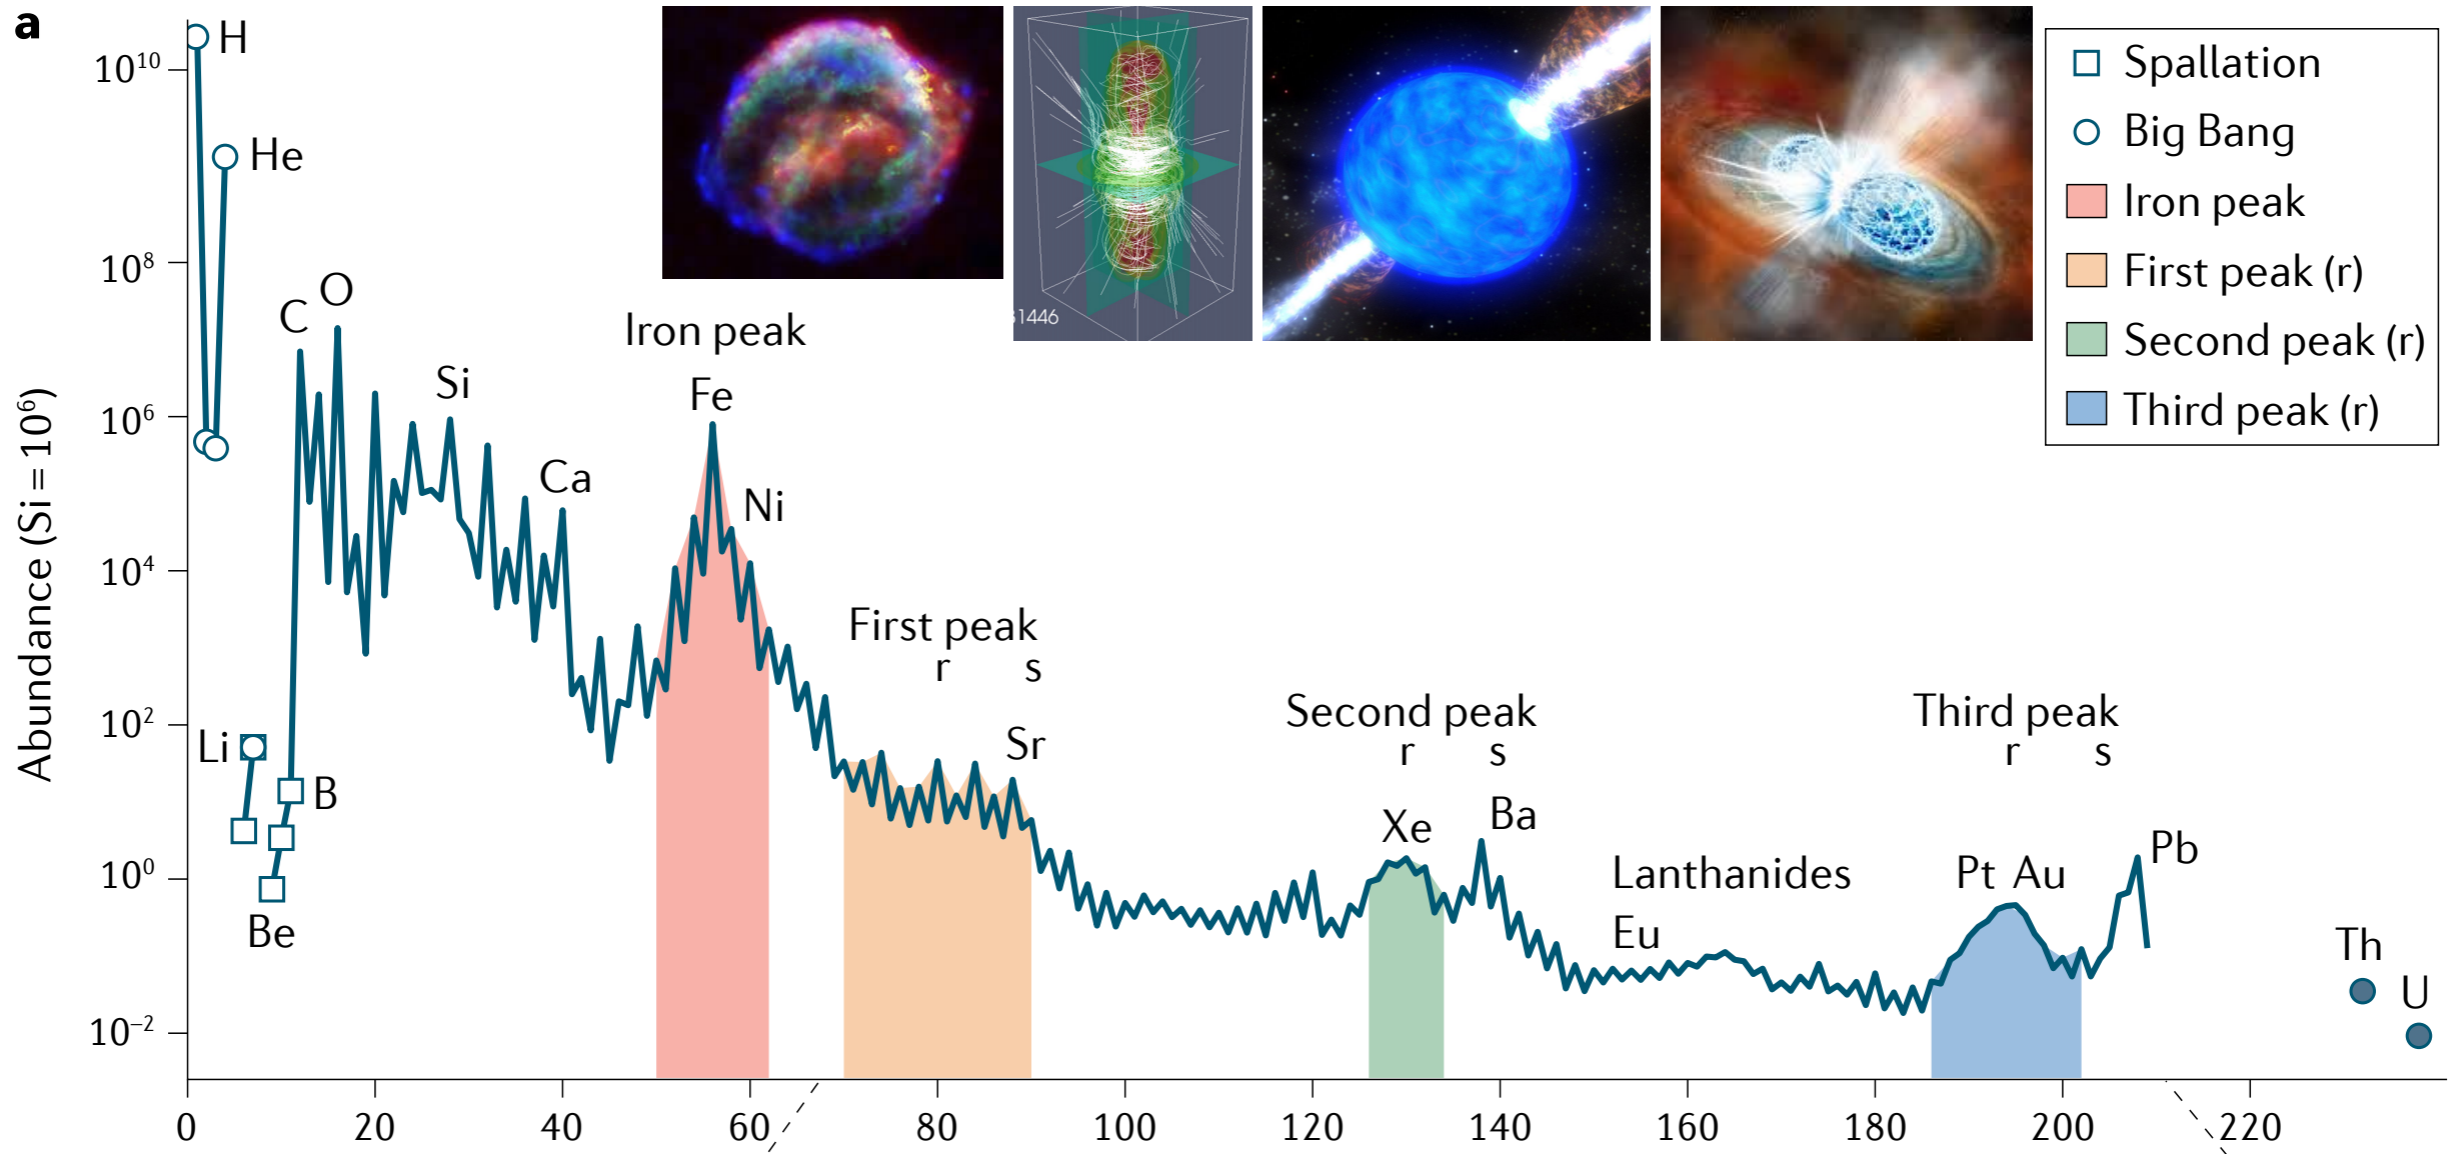 a
H
He
C
O
Si
Ca
Iron peak
Fe
Ni
Li
B
Be
First peak
r s
Sr
Second peak
r s
Xe
Ba
Lanthanides
Eu
Third peak
r s
Pt Au
Pb
Th
U
31446
Spallation
Big Bang
Iron peak
First peak (r)
Second peak (r)
Third peak (r)
Abundance (Si = 10⁶)
10¹⁰
10⁸
10⁶
10⁴
10²
10⁰
10⁻²
0 20 40 60 80 100 120 140 160 180 200 220